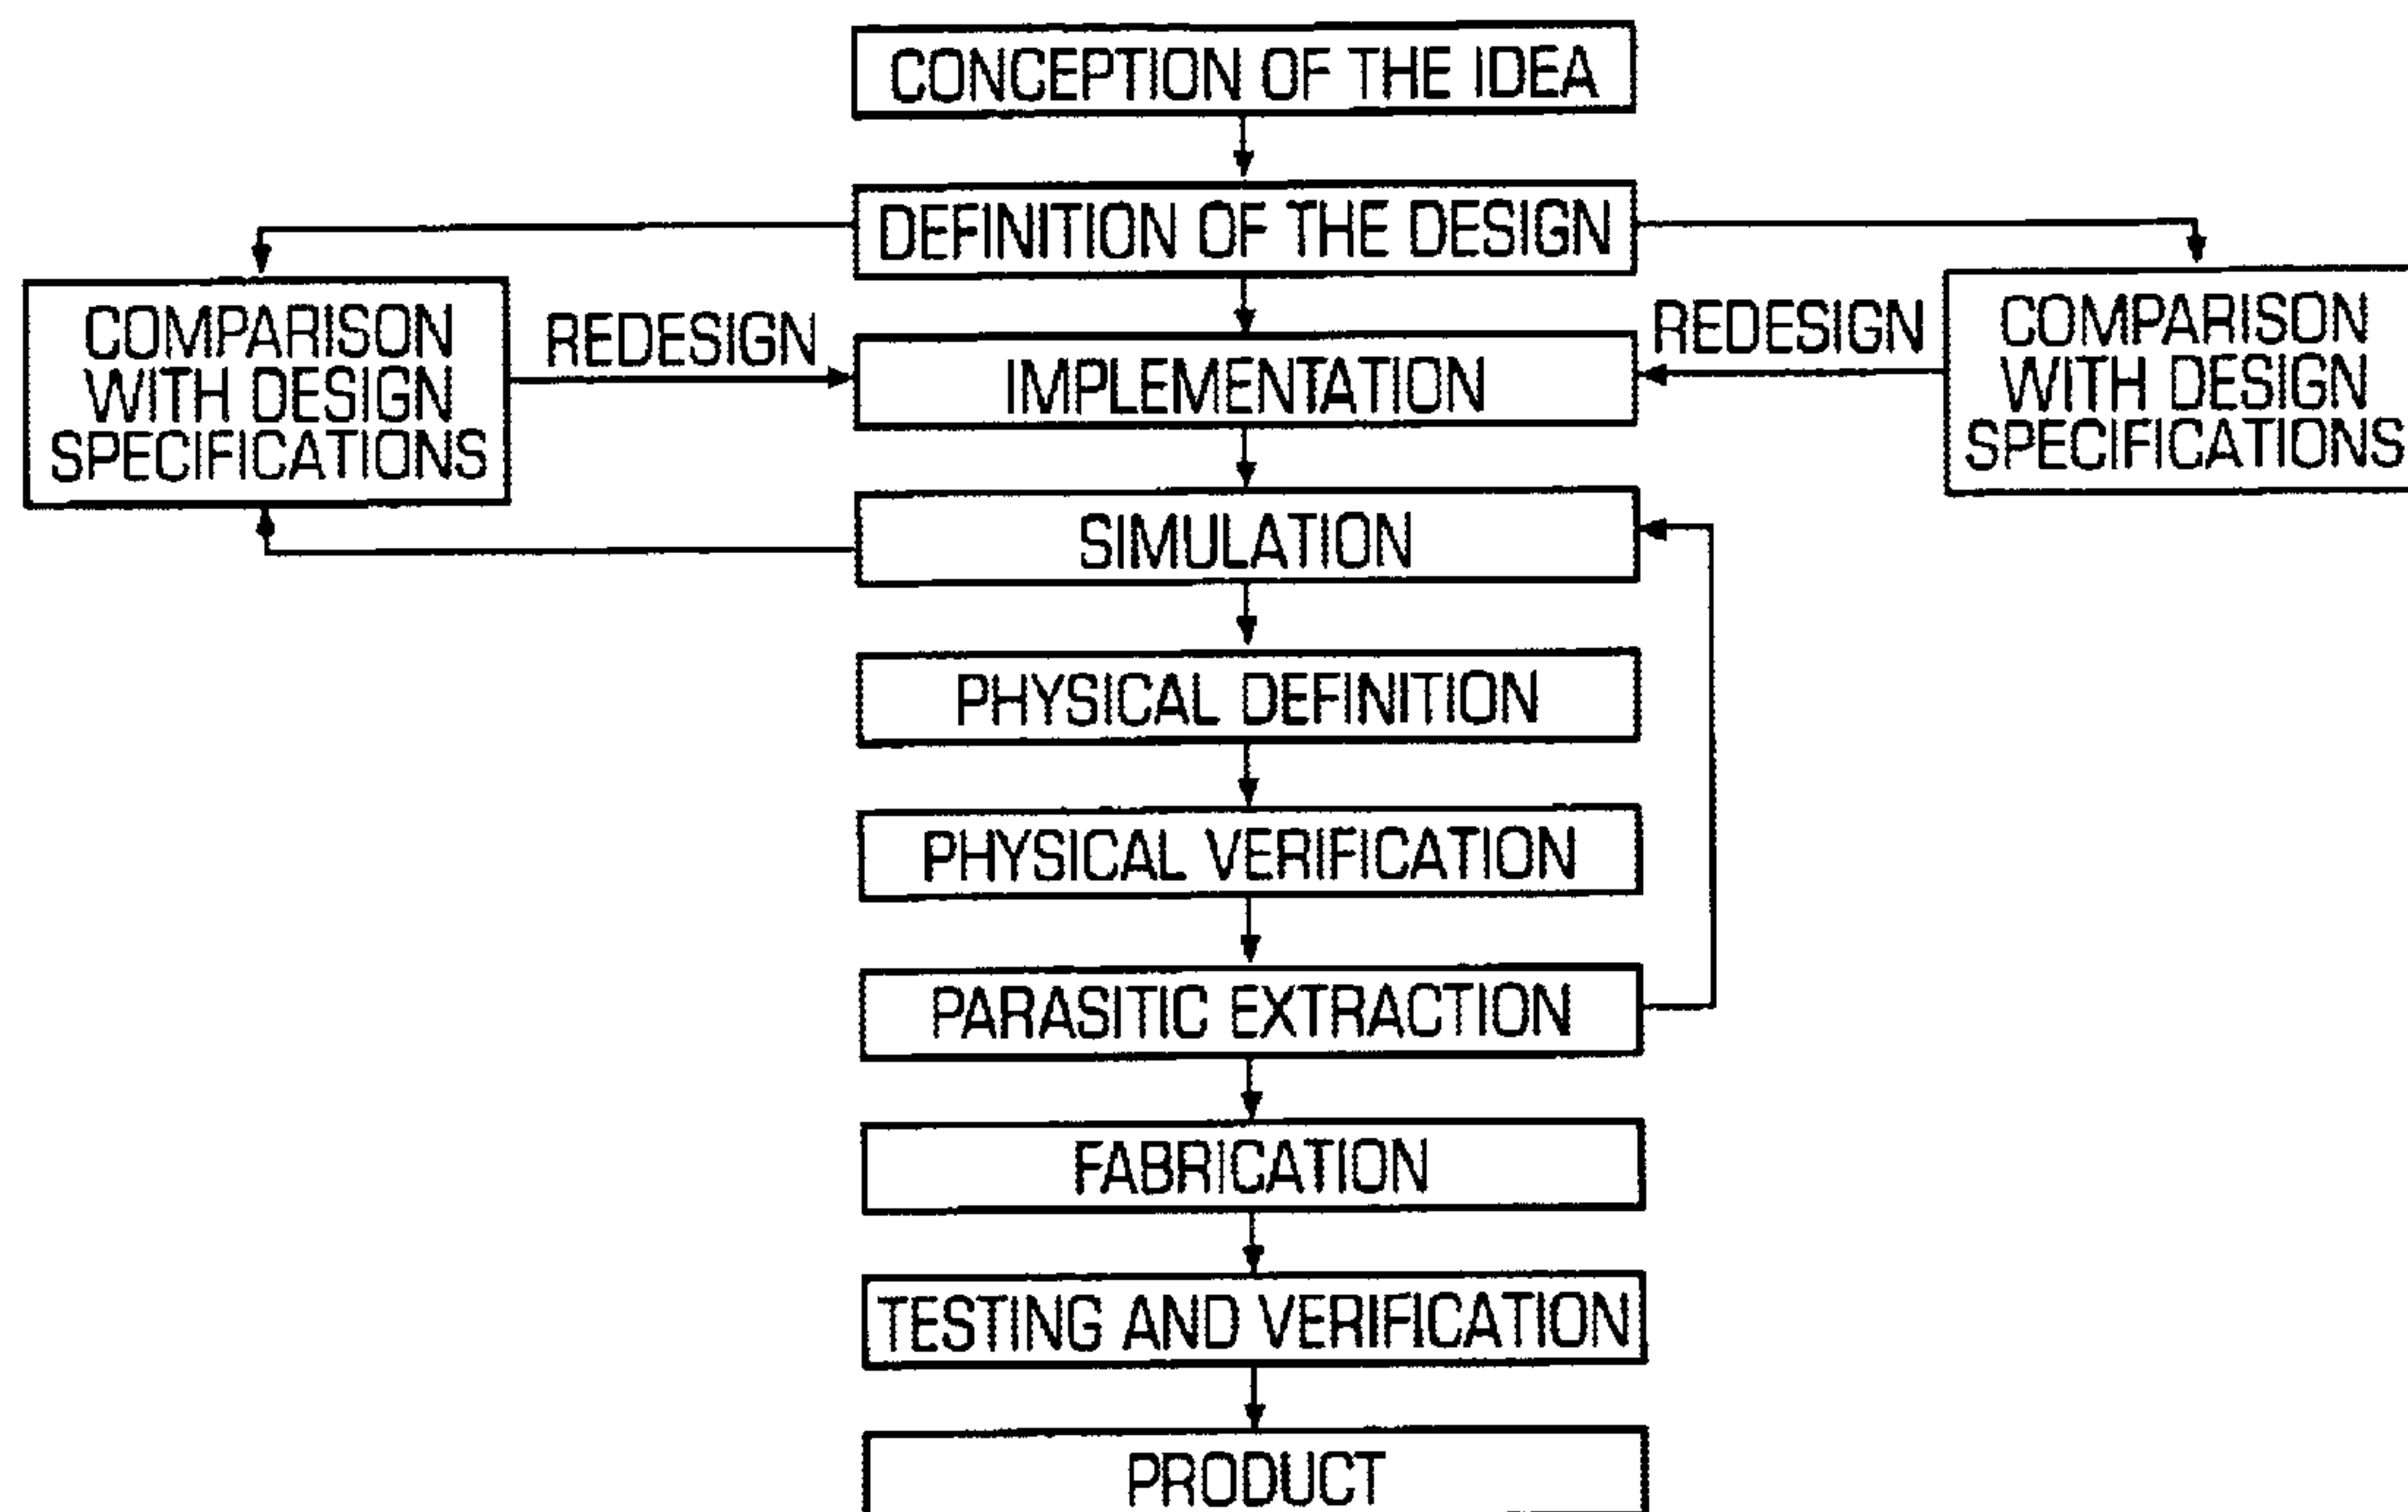 CONCEPTION OF THE IDEA
DEFINITION OF THE DESIGN
COMPARISON
WITH DESIGN
SPECIFICATIONS
REDESIGN
IMPLEMENTATION
REDESIGN
COMPARISON
WITH DESIGN
SPECIFICATIONS
SIMULATION
PHYSICAL DEFINITION
PHYSICAL VERIFICATION
PARASITIC EXTRACTION
FABRICATION
TESTING AND VERIFICATION
PRODUCT